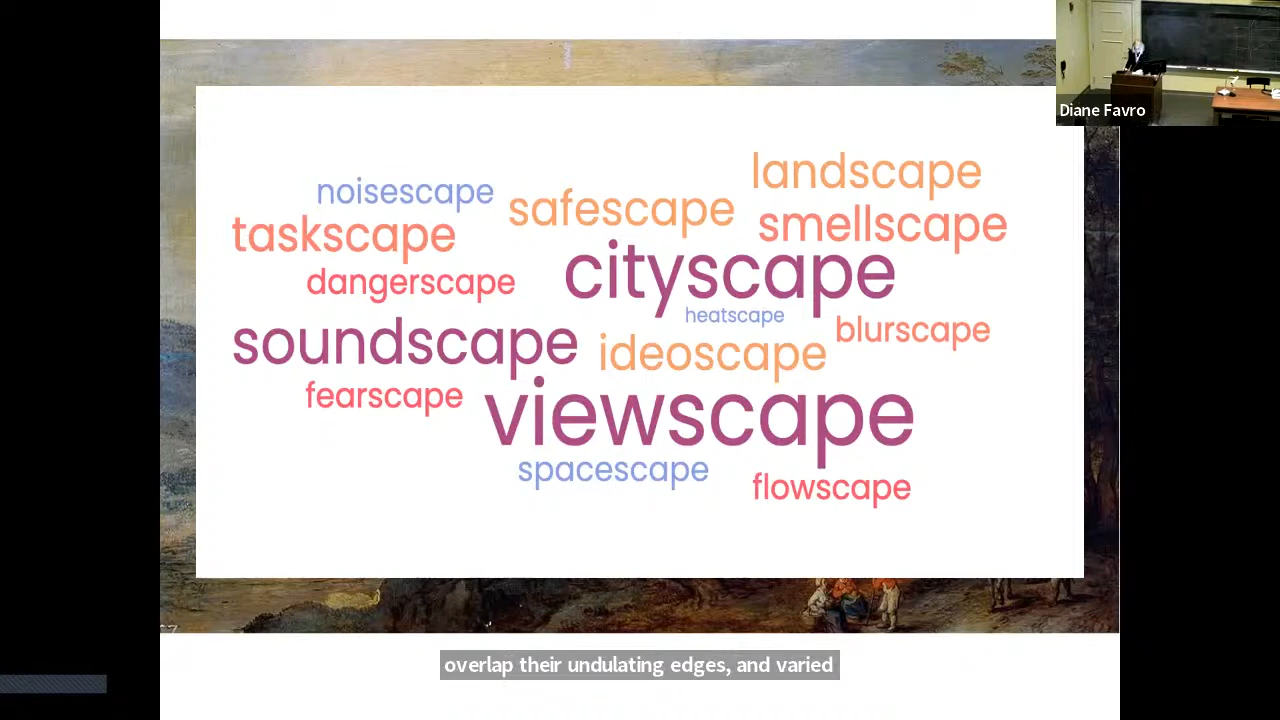 Diane Favro
landscape
noisescape
safescape
smellscape
taskscape
cityscape
dangerscape
heatscape
blurscape
soundscape
ideoscape
fearscape
viewscape
spacescape
flowscape
overlap their undulating edges, and varied